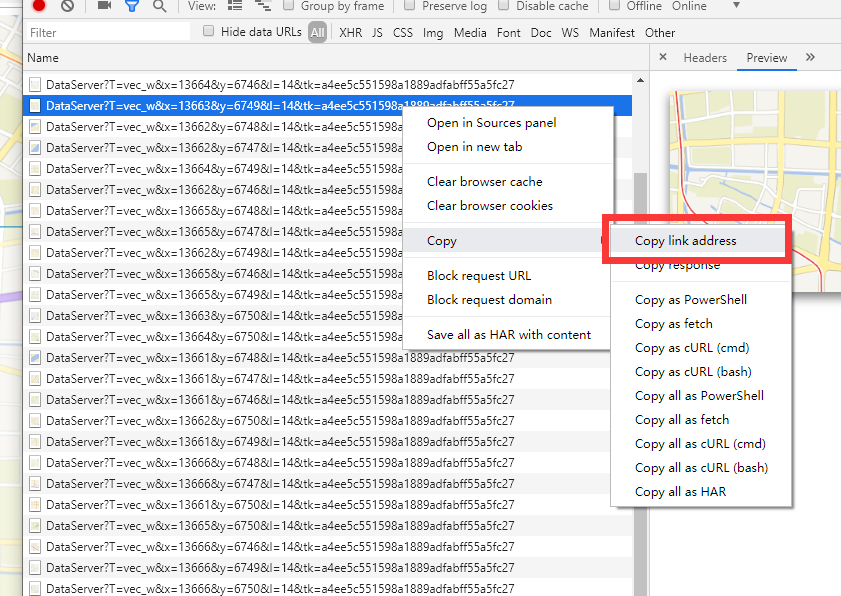 View: Group by frame Preserve log Disable cache Offline Online
Filter Hide data URLs All XHR JS CSS Img Media Font Doc WS Manifest Other
Name × Headers Preview »
DataServer?T=vec_w&x=13664&y=6746&l=14&tk=a4ee5c551598a1889adfabff55a5fc27
DataServer?T=vec_w&x=13663&y=6749&l=14&tk=a4ee5c551598a1889adfabff55a5fc27
DataServer?T=vec_w&x=13662&y=6748&l=14&tk=a4ee5c551598a
DataServer?T=vec_w&x=13662&y=6747&l=14&tk=a4ee5c551598a
DataServer?T=vec_w&x=13664&y=6749&l=14&tk=a4ee5c551598a
DataServer?T=vec_w&x=13662&y=6746&l=14&tk=a4ee5c551598a
DataServer?T=vec_w&x=13665&y=6748&l=14&tk=a4ee5c551598a
DataServer?T=vec_w&x=13665&y=6747&l=14&tk=a4ee5c551598a
DataServer?T=vec_w&x=13662&y=6749&l=14&tk=a4ee5c551598a
DataServer?T=vec_w&x=13665&y=6746&l=14&tk=a4ee5c551598a
DataServer?T=vec_w&x=13665&y=6749&l=14&tk=a4ee5c551598a
DataServer?T=vec_w&x=13663&y=6750&l=14&tk=a4ee5c551598a
DataServer?T=vec_w&x=13664&y=6750&l=14&tk=a4ee5c551598a
DataServer?T=vec_w&x=13661&y=6748&l=14&tk=a4ee5c551598a1889adfabff55a5fc27
DataServer?T=vec_w&x=13661&y=6747&l=14&tk=a4ee5c551598a1889adfabff55a5fc27
DataServer?T=vec_w&x=13661&y=6746&l=14&tk=a4ee5c551598a1889adfabff55a5fc27
DataServer?T=vec_w&x=13662&y=6750&l=14&tk=a4ee5c551598a1889adfabff55a5fc27
DataServer?T=vec_w&x=13661&y=6749&l=14&tk=a4ee5c551598a1889adfabff55a5fc27
DataServer?T=vec_w&x=13666&y=6748&l=14&tk=a4ee5c551598a1889adfabff55a5fc27
DataServer?T=vec_w&x=13666&y=6747&l=14&tk=a4ee5c551598a1889adfabff55a5fc27
DataServer?T=vec_w&x=13661&y=6750&l=14&tk=a4ee5c551598a1889adfabff55a5fc27
DataServer?T=vec_w&x=13665&y=6750&l=14&tk=a4ee5c551598a1889adfabff55a5fc27
DataServer?T=vec_w&x=13666&y=6746&l=14&tk=a4ee5c551598a1889adfabff55a5fc27
DataServer?T=vec_w&x=13666&y=6749&l=14&tk=a4ee5c551598a1889adfabff55a5fc27
DataServer?T=vec_w&x=13666&y=6750&l=14&tk=a4ee5c551598a1889adfabff55a5fc27
Open in Sources panel
Open in new tab
Clear browser cache
Clear browser cookies
Copy
Block request URL
Block request domain
Save all as HAR with content
Copy link address
Copy response
Copy as PowerShell
Copy as fetch
Copy as cURL (cmd)
Copy as cURL (bash)
Copy all as PowerShell
Copy all as fetch
Copy all as cURL (cmd)
Copy all as cURL (bash)
Copy all as HAR